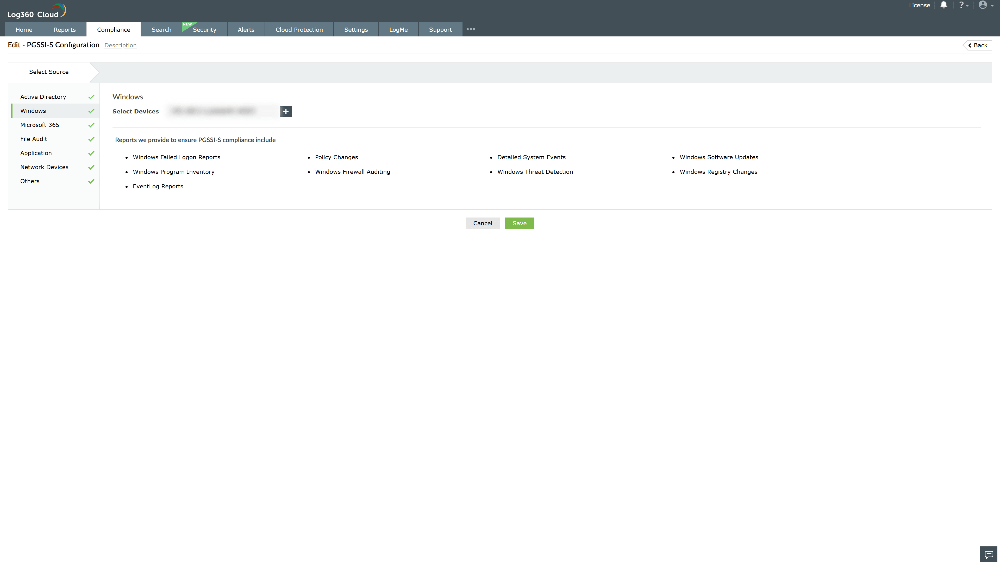 Log360 Cloud
License
?
Home Reports Compliance Search NEW Security Alerts Cloud Protection Settings LogMe Support
Edit - PGSSI-S Configuration Description
Back
Select Source
Active Directory
Windows
Microsoft 365
File Audit
Application
Network Devices
Others
Windows
Select Devices
Reports we provide to ensure PGSSI-S compliance include
• Windows Failed Logon Reports • Policy Changes • Detailed System Events • Windows Software Updates
• Windows Program Inventory • Windows Firewall Auditing • Windows Threat Detection • Windows Registry Changes
• EventLog Reports
Cancel Save